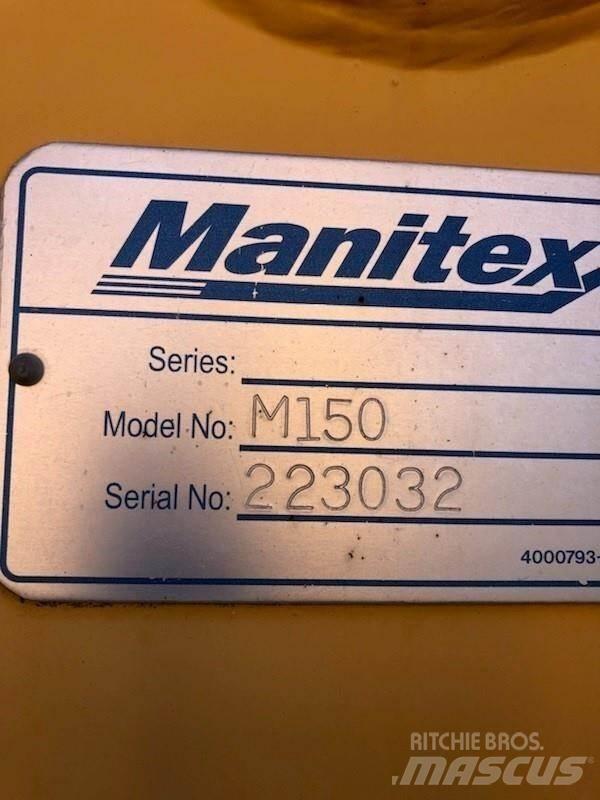 Manitex
Series:
Model No: M150
Serial No: 223032
4000793-
RITCHIE BROS.
MASCUS